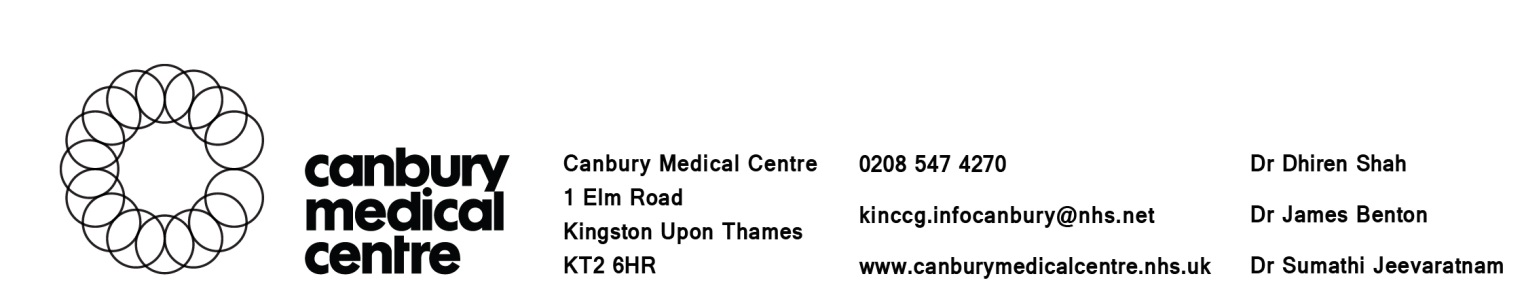 canbury
medical
centre
Canbury Medical Centre
1 Elm Road
Kingston Upon Thames
KT2 6HR
0208 547 4270
kinccg.infocanbury@nhs.net
www.canburymedicalcentre.nhs.uk
Dr Dhiren Shah
Dr James Benton
Dr Sumathi Jeevaratnam